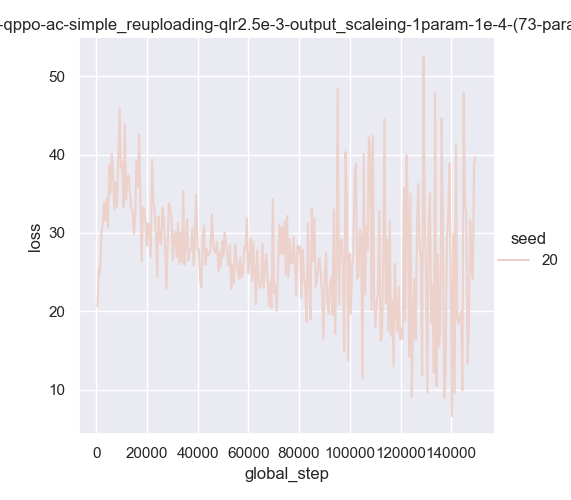 -qppo-ac-simple_reuploading-qlr2.5e-3-output_scaleing-1param-1e-4-(73-para
50
40
30
20
10
loss
seed
20
0 20000 40000 60000 80000 100000 120000 140000
global_step